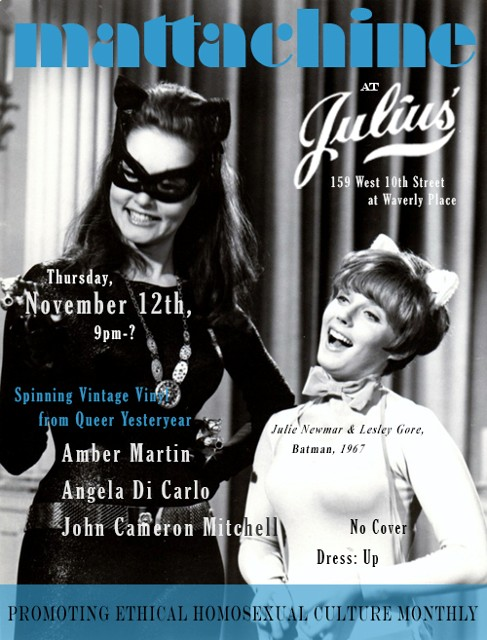 mattachine
AT
Julius'
159 West 10th Street
at Waverly Place
Thursday,
November 12th,
9pm-?
Spinning Vintage Vinyl
from Queer Yesteryear
Amber Martin
Angela Di Carlo
John Cameron Mitchell
Julie Newmar & Lesley Gore,
Batman, 1967
No Cover
Dress: Up
PROMOTING ETHICAL HOMOSEXUAL CULTURE MONTHLY